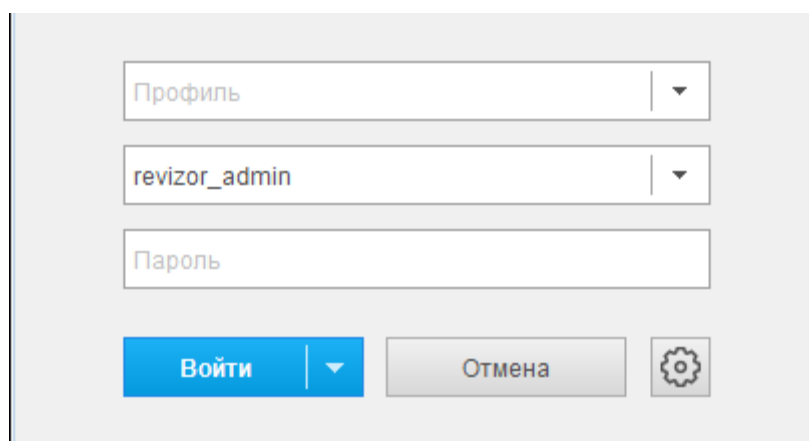 Профиль
revizor_admin
Пароль
Войти
Отмена